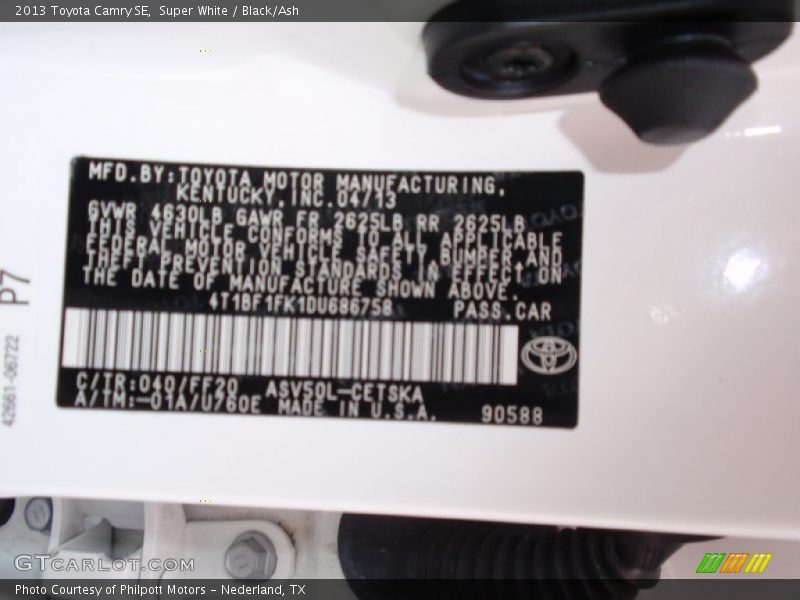 2013 Toyota Camry SE, Super White / Black/Ash
MFD.BY:TOYOTA MOTOR MANUFACTURING,
KENTUCKY,INC.04/13
GVWR 4630LB GAWR FR 2625LB RR 2625LB
THIS VEHICLE CONFORMS TO ALL APPLICABLE
FEDERAL MOTOR VEHICLE SAFETY,BUMPER,AND
THEFT PREVENTION STANDARDS IN EFFECT ON
THE DATE OF MANUFACTURE SHOWN ABOVE.
4T1BF1FK1DU686758 PASS.CAR
C/TR:040/FF20 ASV50L-CETSKA
A/TM:-01A/U760E MADE IN U.S.A. 90588
P7
42661-06722
GTCARLOT.COM
Photo Courtesy of Philpott Motors - Nederland, TX